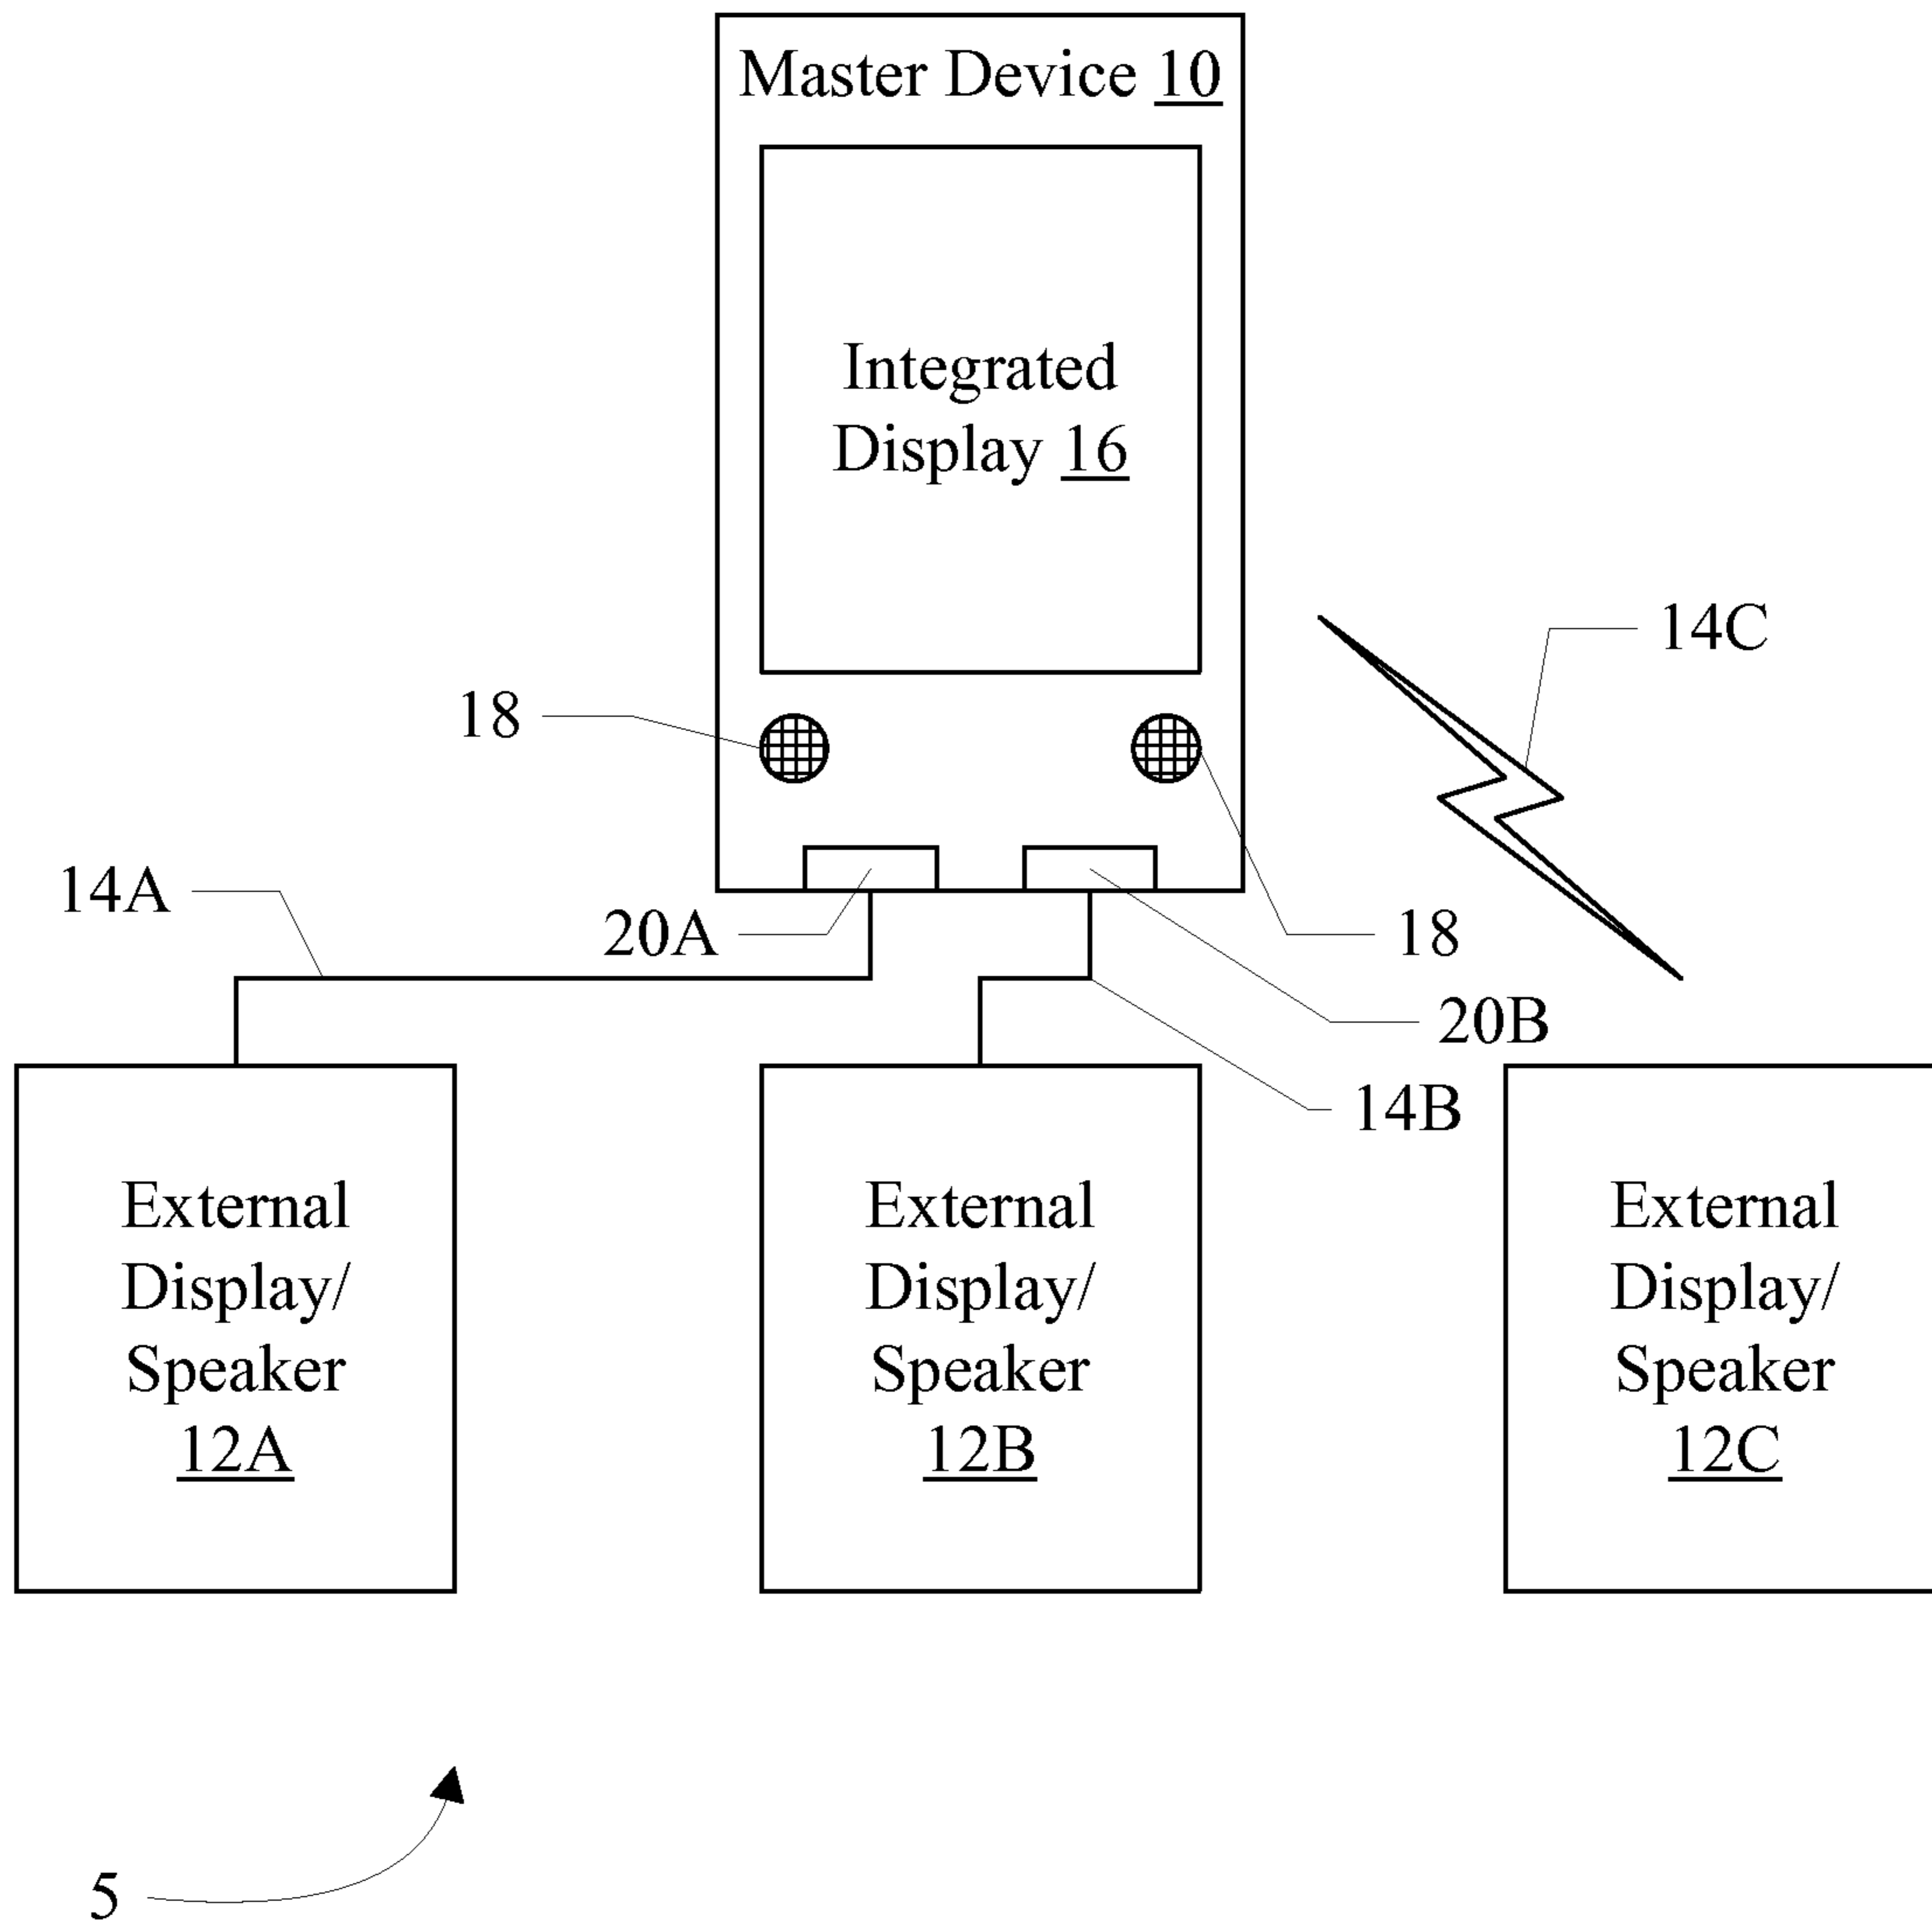 Master Device 10
Integrated
Display 16
14C
18
14A
20A
18
20B
14B
External
Display/
Speaker
12A
External
Display/
Speaker
12B
External
Display/
Speaker
12C
5